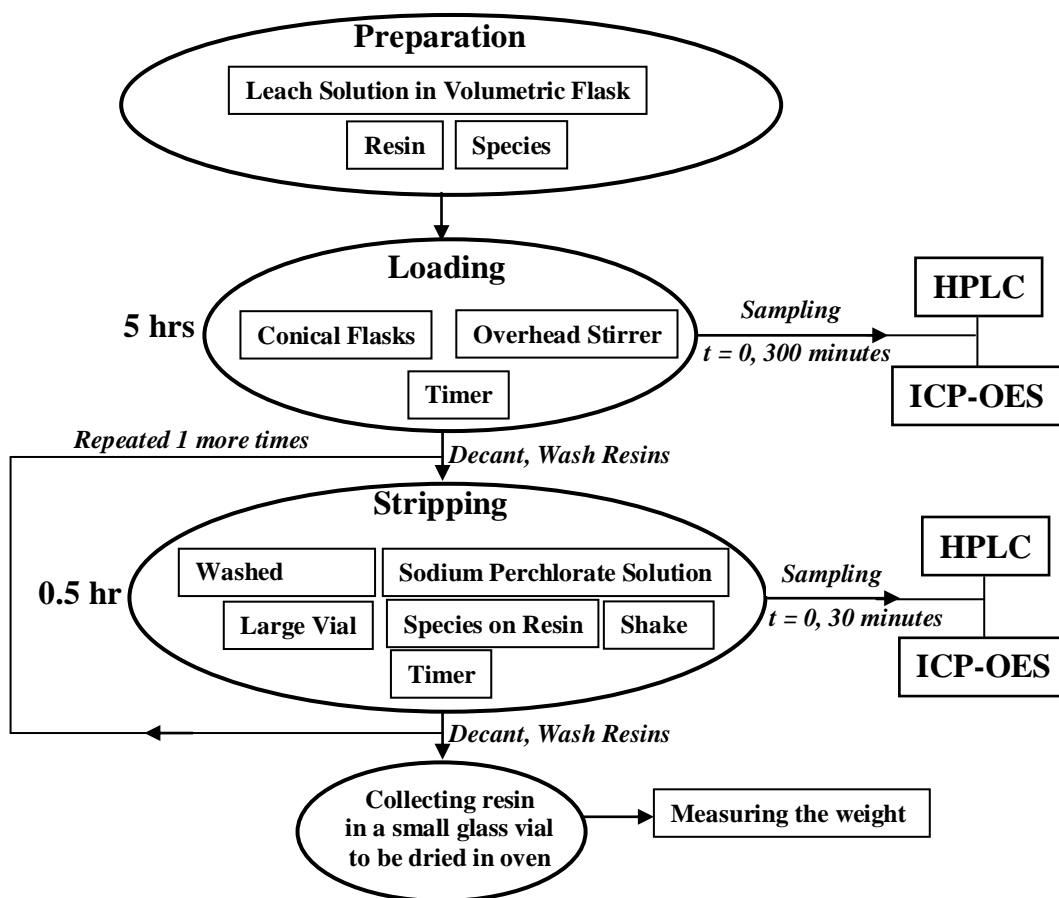 Preparation
Leach Solution in Volumetric Flask
Resin
Species
Loading
5 hrs
Conical Flasks
Overhead Stirrer
Timer
Sampling
t = 0, 300 minutes
HPLC
ICP-OES
Repeated 1 more times
Decant, Wash Resins
Stripping
0.5 hr
Washed
Sodium Perchlorate Solution
Large Vial
Species on Resin
Shake
Timer
Sampling
t = 0, 30 minutes
HPLC
ICP-OES
Decant, Wash Resins
Collecting resin
in a small glass vial
to be dried in oven
Measuring the weight